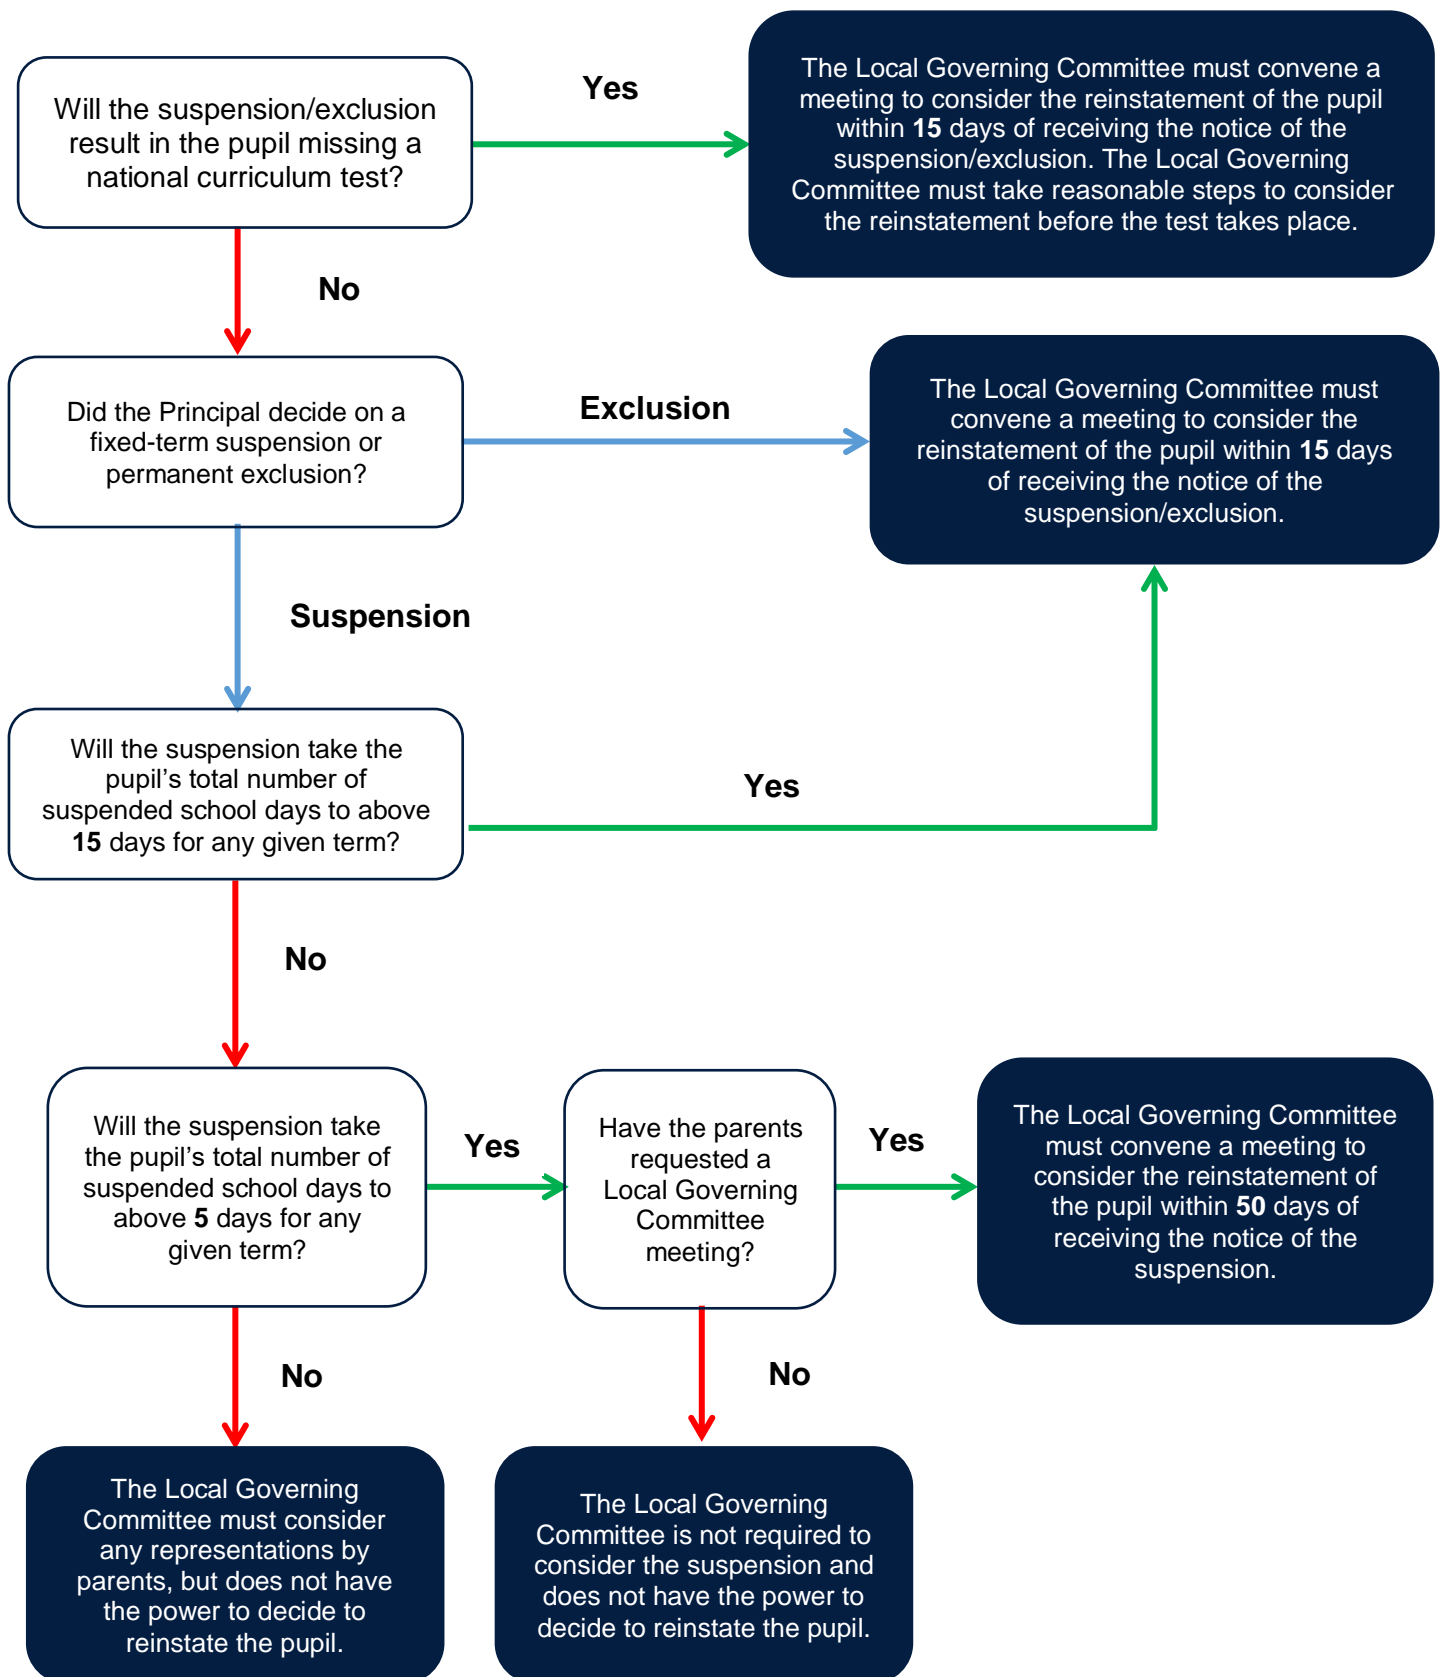 Will the suspension/exclusion
result in the pupil missing a
national curriculum test?
Yes
The Local Governing Committee must convene a
meeting to consider the reinstatement of the pupil
within 15 days of receiving the notice of the
suspension/exclusion. The Local Governing
Committee must take reasonable steps to consider
the reinstatement before the test takes place.
No
Did the Principal decide on a
fixed-term suspension or
permanent exclusion?
Exclusion
The Local Governing Committee must
convene a meeting to consider the
reinstatement of the pupil within 15 days
of receiving the notice of the
suspension/exclusion.
Suspension
Will the suspension take the
pupil’s total number of
suspended school days to above
15 days for any given term?
Yes
No
Will the suspension take
the pupil’s total number of
suspended school days to
above 5 days for any
given term?
Yes
Have the parents
requested a
Local Governing
Committee
meeting?
Yes
The Local Governing Committee
must convene a meeting to
consider the reinstatement of
the pupil within 50 days of
receiving the notice of the
suspension.
No
No
The Local Governing
Committee must consider
any representations by
parents, but does not have
the power to decide to
reinstate the pupil.
The Local Governing
Committee is not required to
consider the suspension and
does not have the power to
decide to reinstate the pupil.